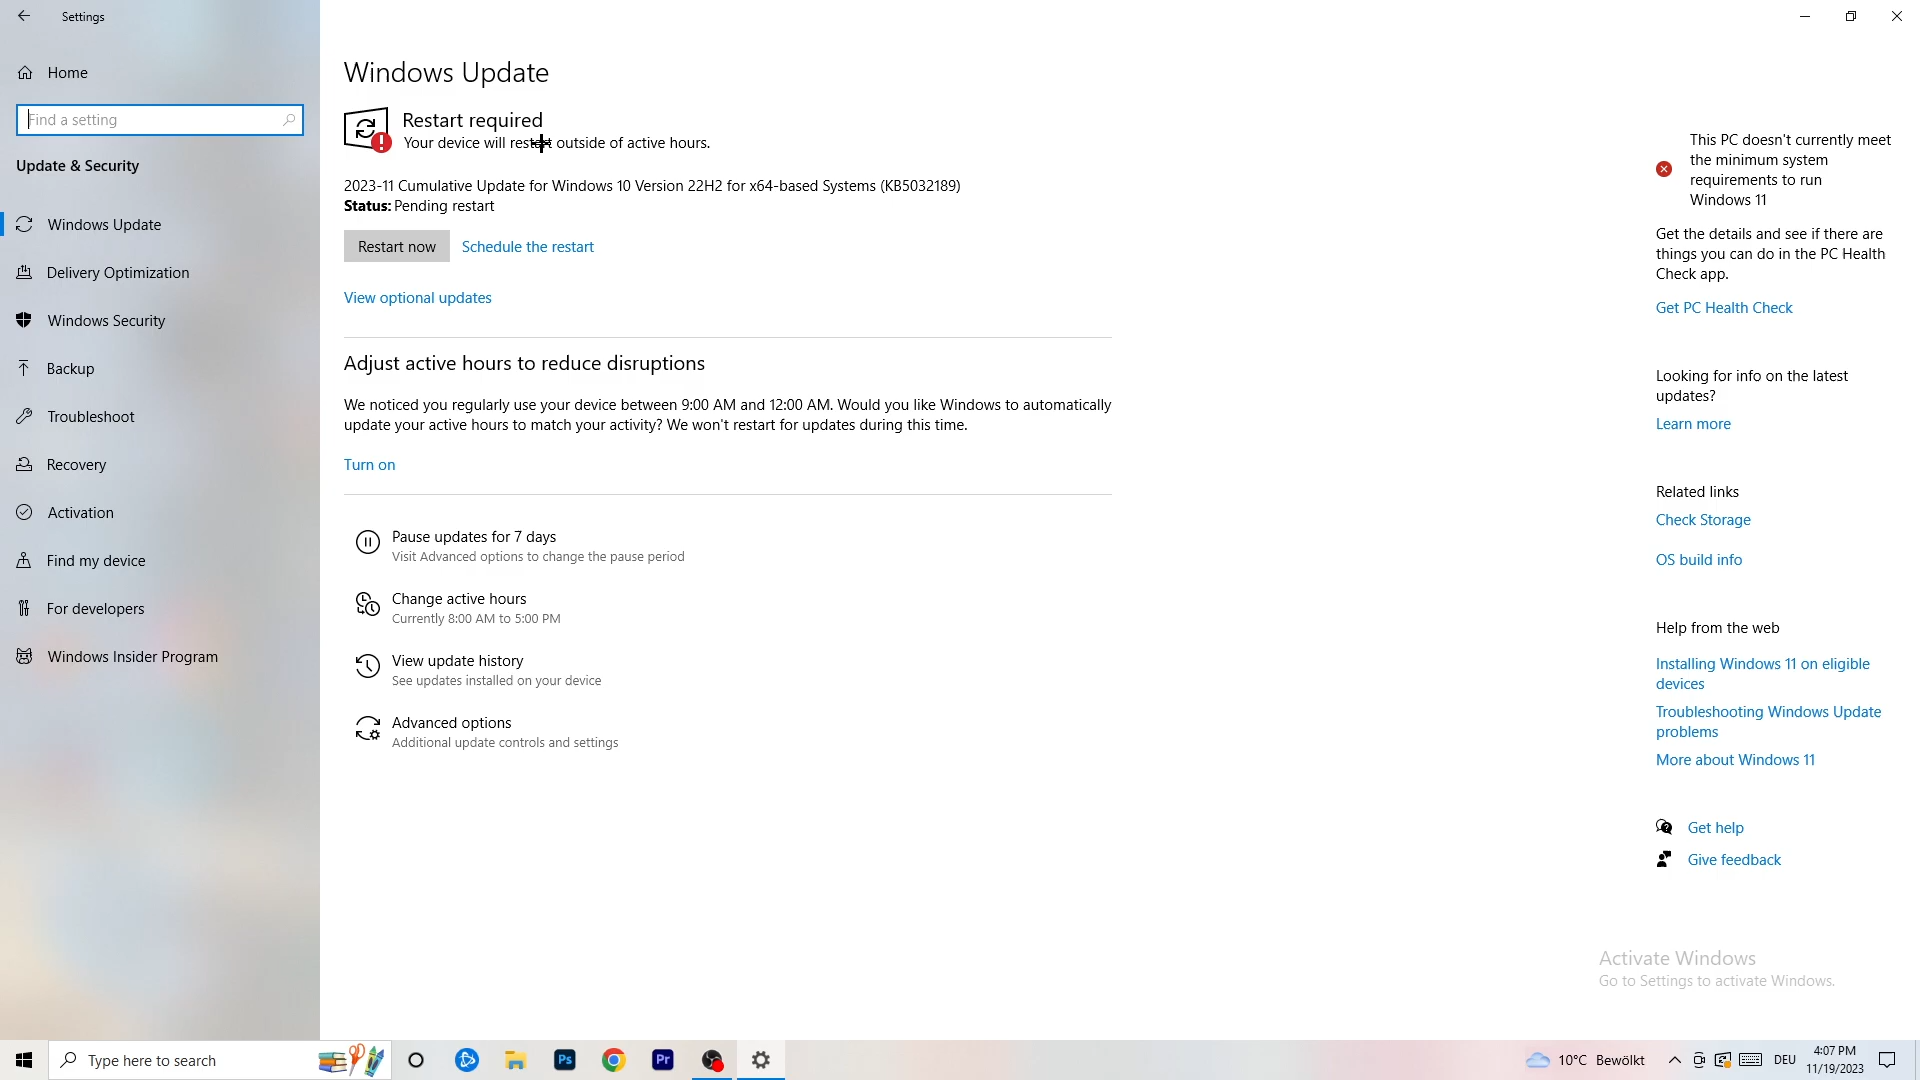 Settings
Home
Find a setting
Update & Security
Windows Update
Delivery Optimization
Windows Security
Backup
Troubleshoot
Recovery
Activation
Find my device
For developers
Windows Insider Program
Windows Update
Restart required
Your device will restart outside of active hours.
2023-11 Cumulative Update for Windows 10 Version 22H2 for x64-based Systems (KB5032189)
Status: Pending restart
Restart now
Schedule the restart
View optional updates
Adjust active hours to reduce disruptions
We noticed you regularly use your device between 9:00 AM and 12:00 AM. Would you like Windows to automatically
update your active hours to match your activity? We won't restart for updates during this time.
Turn on
Pause updates for 7 days
Visit Advanced options to change the pause period
Change active hours
Currently 8:00 AM to 5:00 PM
View update history
See updates installed on your device
Advanced options
Additional update controls and settings
This PC doesn't currently meet
the minimum system
requirements to run
Windows 11
Get the details and see if there are
things you can do in the PC Health
Check app.
Get PC Health Check
Looking for info on the latest
updates?
Learn more
Related links
Check Storage
OS build info
Help from the web
Installing Windows 11 on eligible
devices
Troubleshooting Windows Update
problems
More about Windows 11
Get help
Give feedback
Activate Windows
Go to Settings to activate Windows.
Type here to search
Ps
Pr
10°C Bewölkt
DEU
4:07 PM
11/19/2023